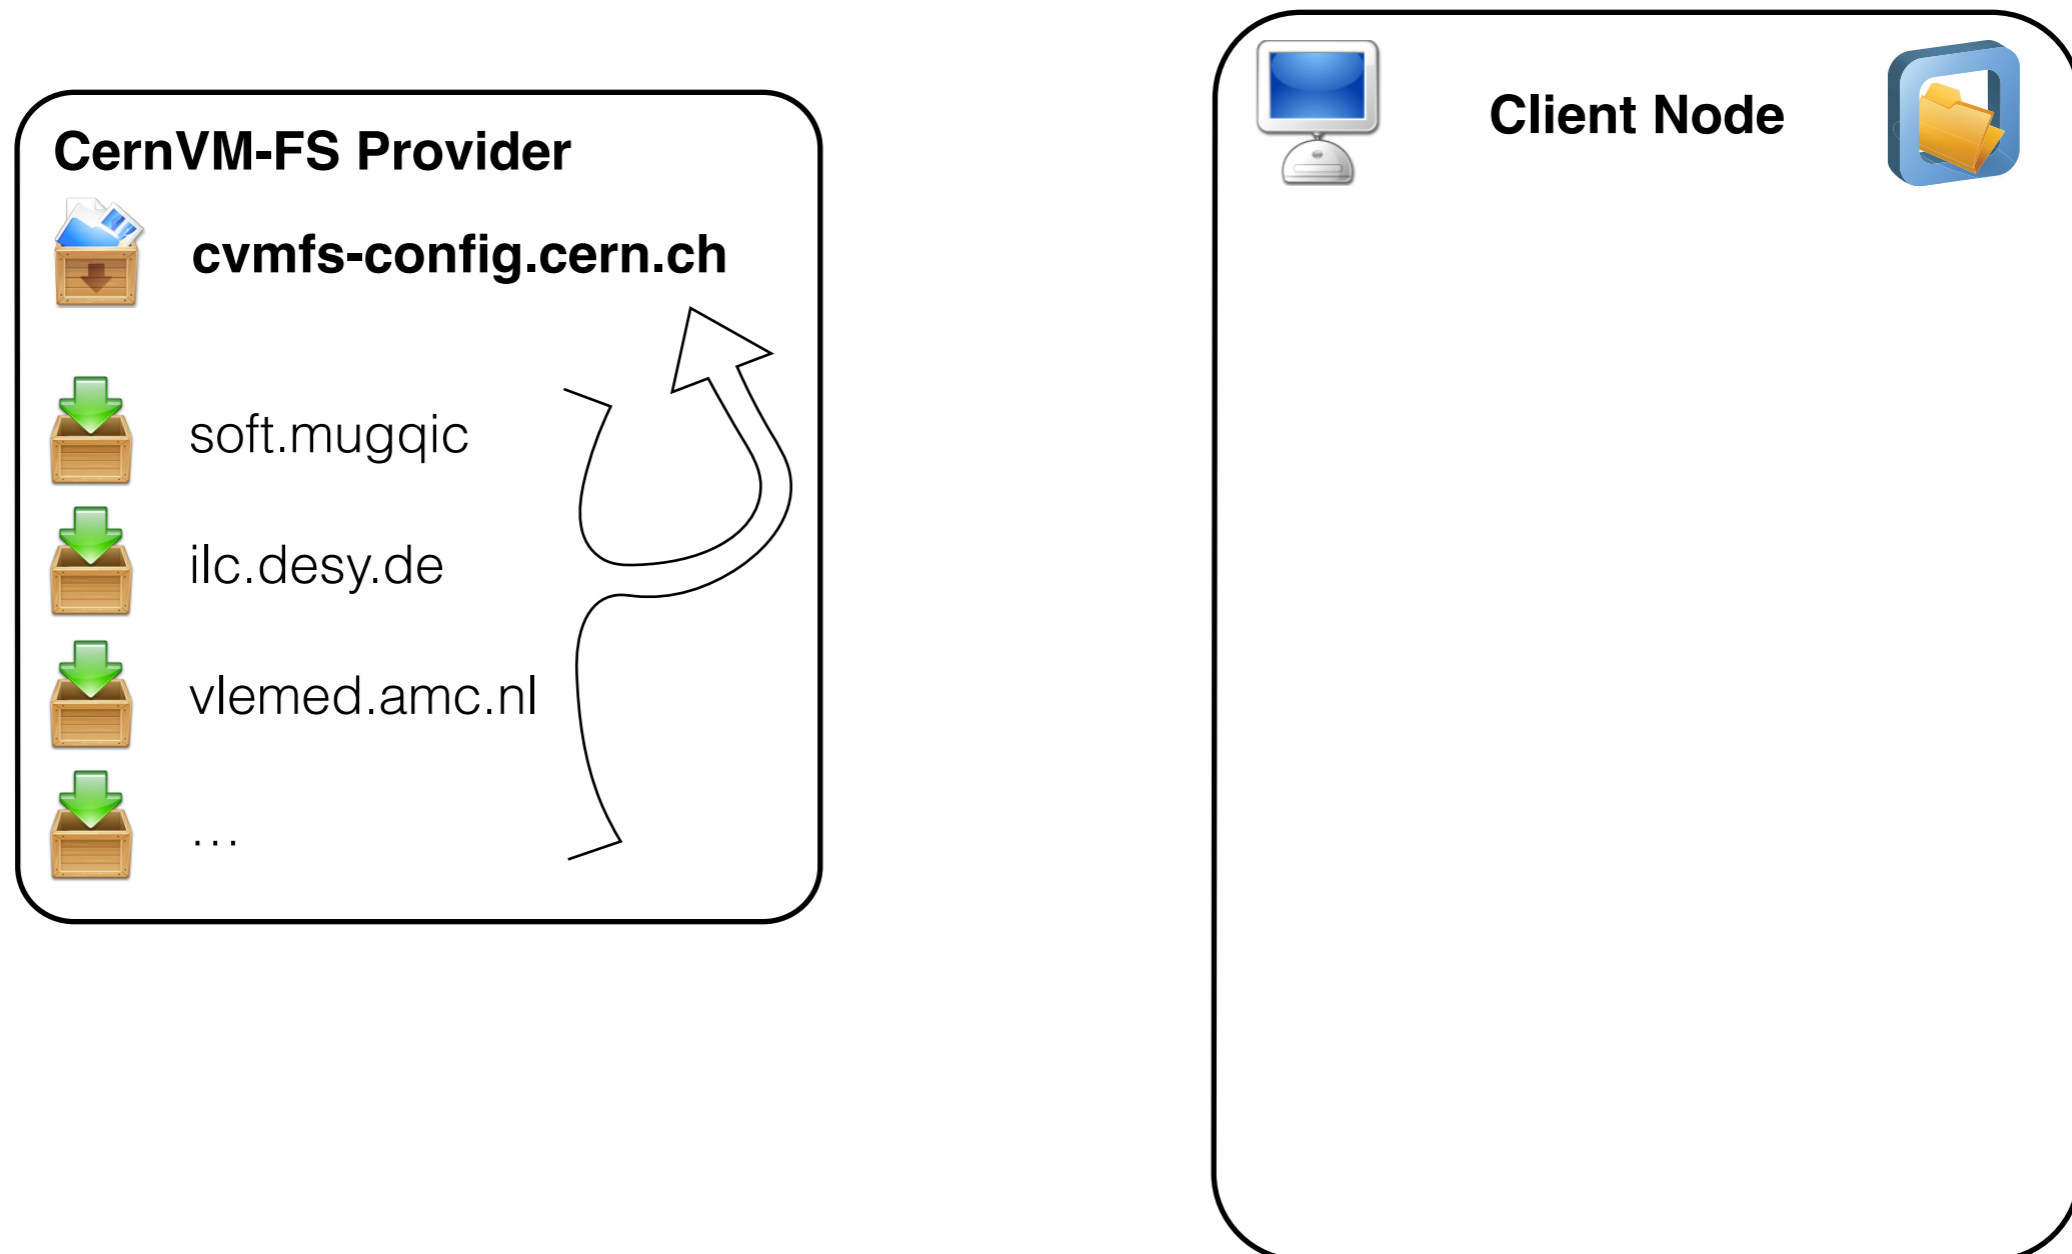 CernVM-FS Provider
cvmfs-config.cern.ch
soft.mugqic
ilc.desy.de
vlemed.amc.nl
...
Client Node